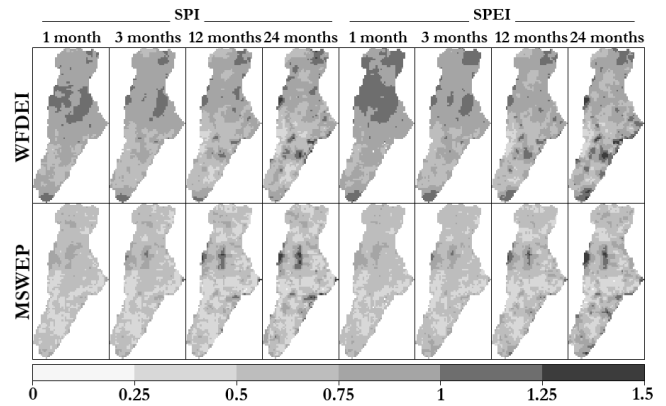 SPI SPEI
1 month 3 months 12 months 24 months 1 month 3 months 12 months 24 months
WFDEI
MSWEP
0 0.25 0.5 0.75 1 1.25 1.5